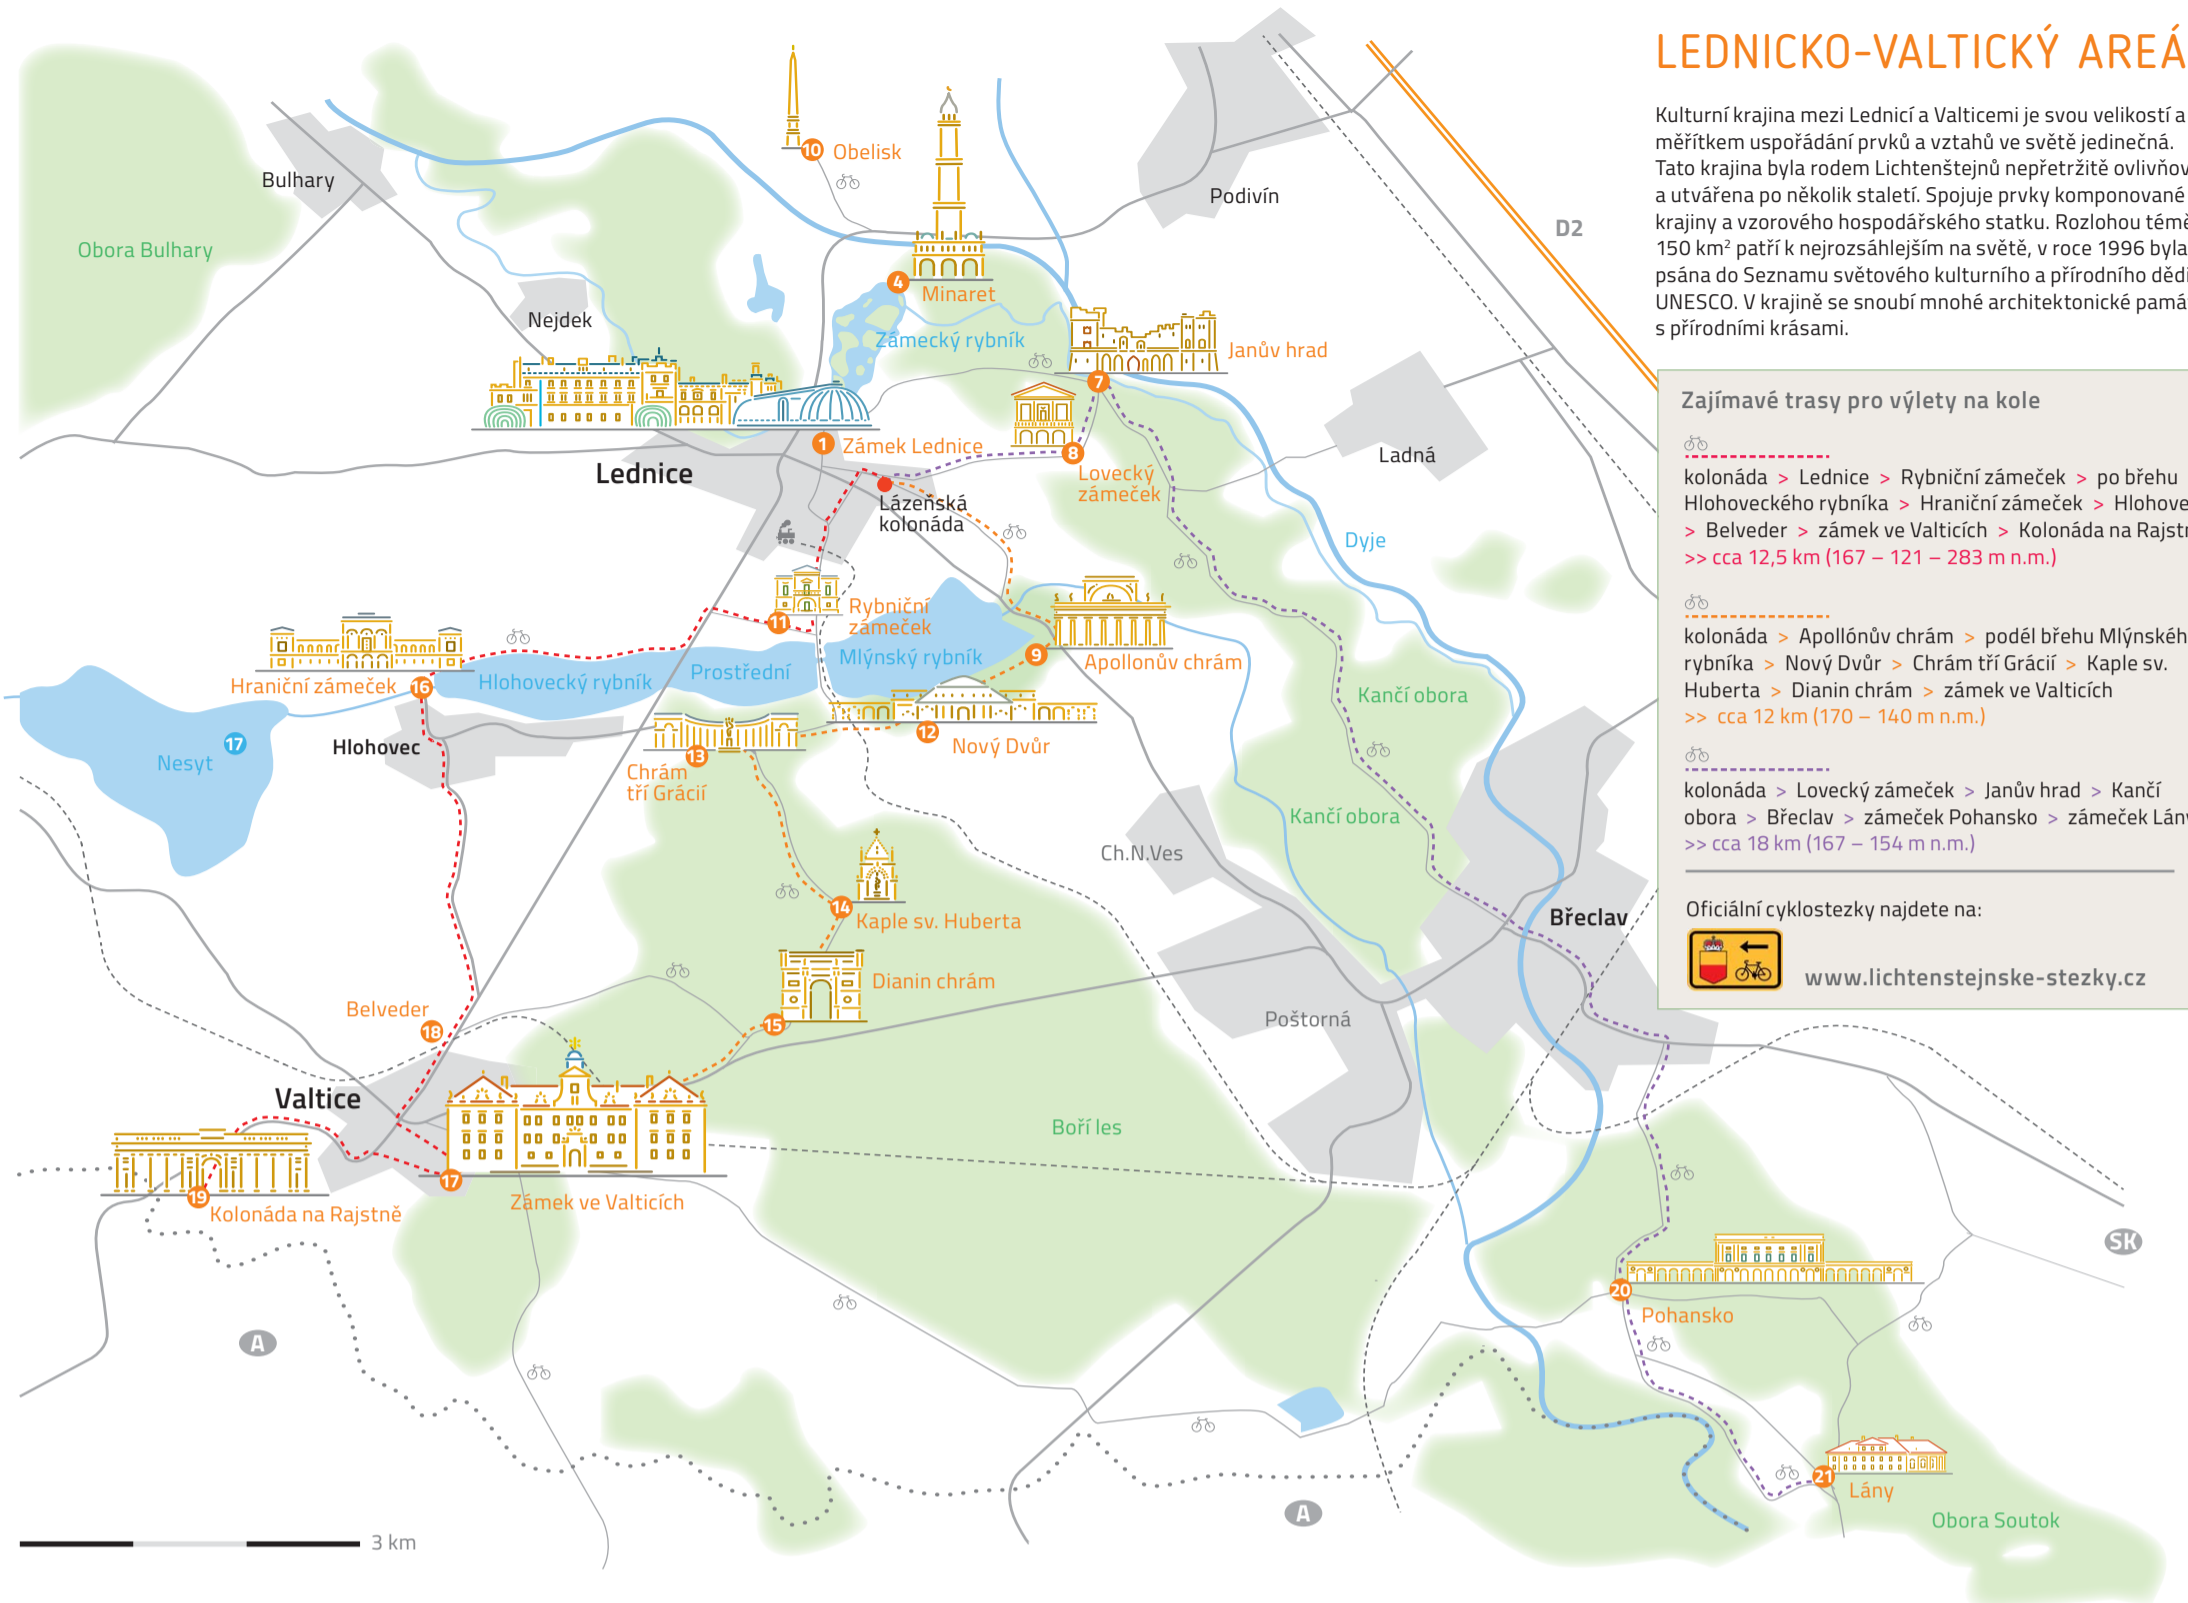 LEDNICKO-VALTICKÝ AREÁ
Kulturní krajina mezi Lednicí a Valticemi je svou velikostí a
měřítkem uspořádání prvků a vztahů ve světě jedinečná.
Tato krajina byla rodem Lichtenštejnů nepřetržitě ovlivňov
a utvářena po několik staletí. Spojuje prvky komponované
krajiny a vzorového hospodářského statku. Rozlohou témě
150 km² patří k nejrozsáhlejším na světě, v roce 1996 byla
psána do Seznamu světového kulturního a přírodního dědi
UNESCO. V krajině se snoubí mnohé architektonické pamá
s přírodními krásami.
Zajímavé trasy pro výlety na kole
kolonáda > Lednice > Rybniční zámeček > po břehu
Hlohoveckého rybníka > Hraniční zámeček > Hlohove
> Belveder > zámek ve Valticích > Kolonáda na Rajstn
>> cca 12,5 km (167 – 121 – 283 m n.m.)
kolonáda > Apollónův chrám > podél břehu Mlýnskéh
rybníka > Nový Dvůr > Chrám tří Grácií > Kaple sv.
Huberta > Dianin chrám > zámek ve Valticích
>> cca 12 km (170 – 140 m n.m.)
kolonáda > Lovecký zámeček > Janův hrad > Kančí
obora > Břeclav > zámeček Pohansko > zámeček Lány
>> cca 18 km (167 – 154 m n.m.)
Oficiální cyklostezky najdete na:
www.lichtenstejnske-stezky.cz
10 Obelisk
Bulhary
Podivín
D2
Obora Bulhary
4
Minaret
Nejdek
Zámecký rybník
Janův hrad
7
1 Zámek Lednice
8
Lovecký
zámeček
Ladná
Lednice
Lázeňská
kolonáda
Dyje
Rybniční
zámeček
11
Mlýnský rybník
9
Apollonův chrám
Prostřední
Hlohovecký rybník
Hraniční zámeček 16
Kančí obora
17
Nesyt
Hlohovec
12
Nový Dvůr
13
Chrám
tří Grácií
Kančí obora
Ch.N.Ves
14
Kaple sv. Huberta
Břeclav
Dianin chrám
15
Belveder
18
Poštorná
Valtice
Boří les
17
Zámek ve Valticích
19
Kolonáda na Rajstně
SK
20
Pohansko
A
21
Lány
A
Obora Soutok
3 km